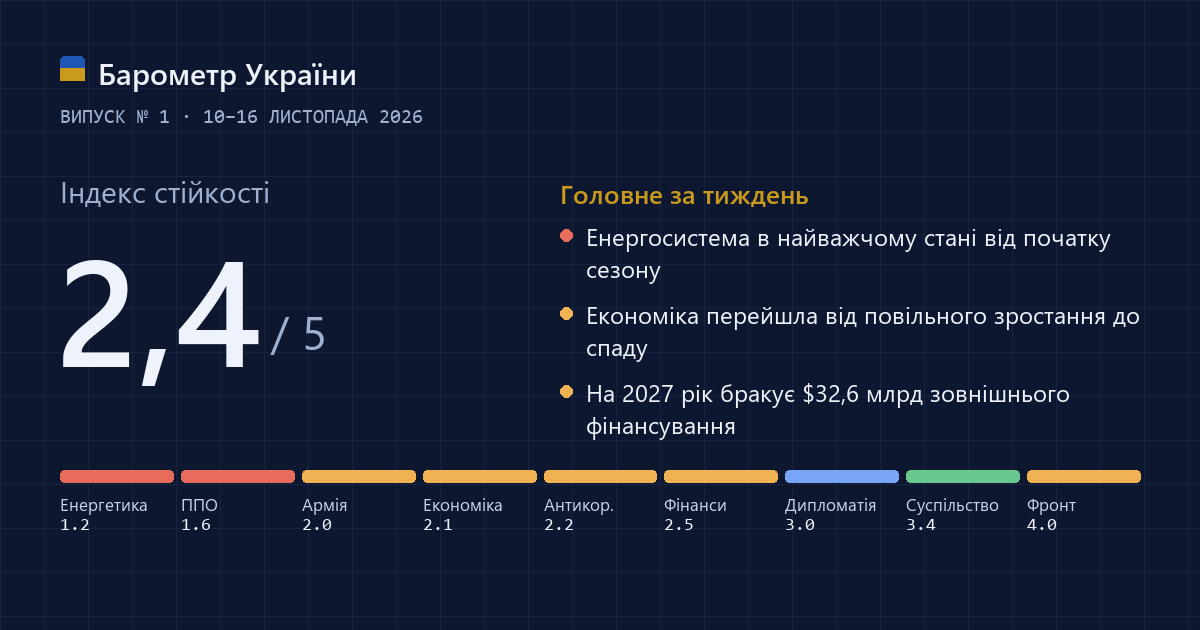 Барометр України
ВИПУСК № 1 · 10–16 ЛИСТОПАДА 2026
Індекс стійкості
2,4 / 5
Головне за тиждень
Енергосистема в найважчому стані від початку
сезону
Економіка перейшла від повільного зростання до
спаду
На 2027 рік бракує $32,6 млрд зовнішнього
фінансування
Енергетика ППО Армія Економіка Антикор. Фінанси Дипломатія Суспільство Фронт
1.2 1.6 2.0 2.1 2.2 2.5 3.0 3.4 4.0